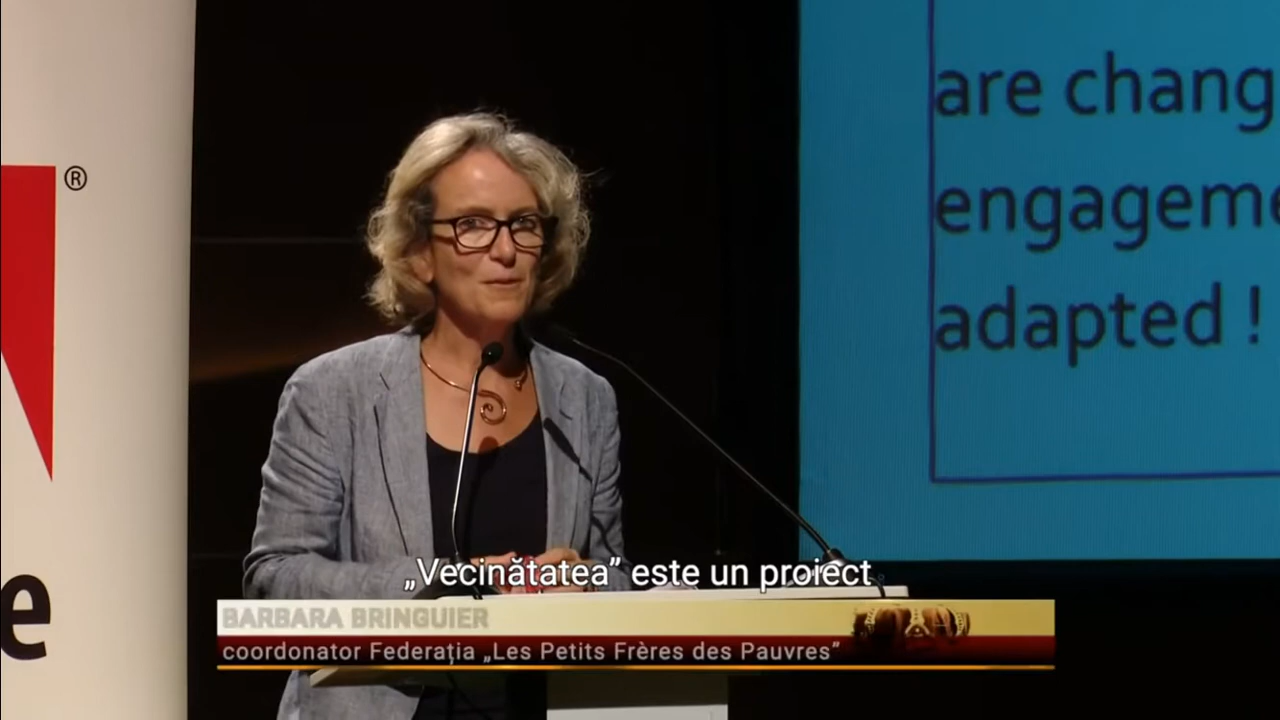 ®
are chang
engageme
adapted !
e
„Vecinătatea” este un proiect
BARBARA BRINGUIER
coordonator Federația „Les Petits Frères des Pauvres”